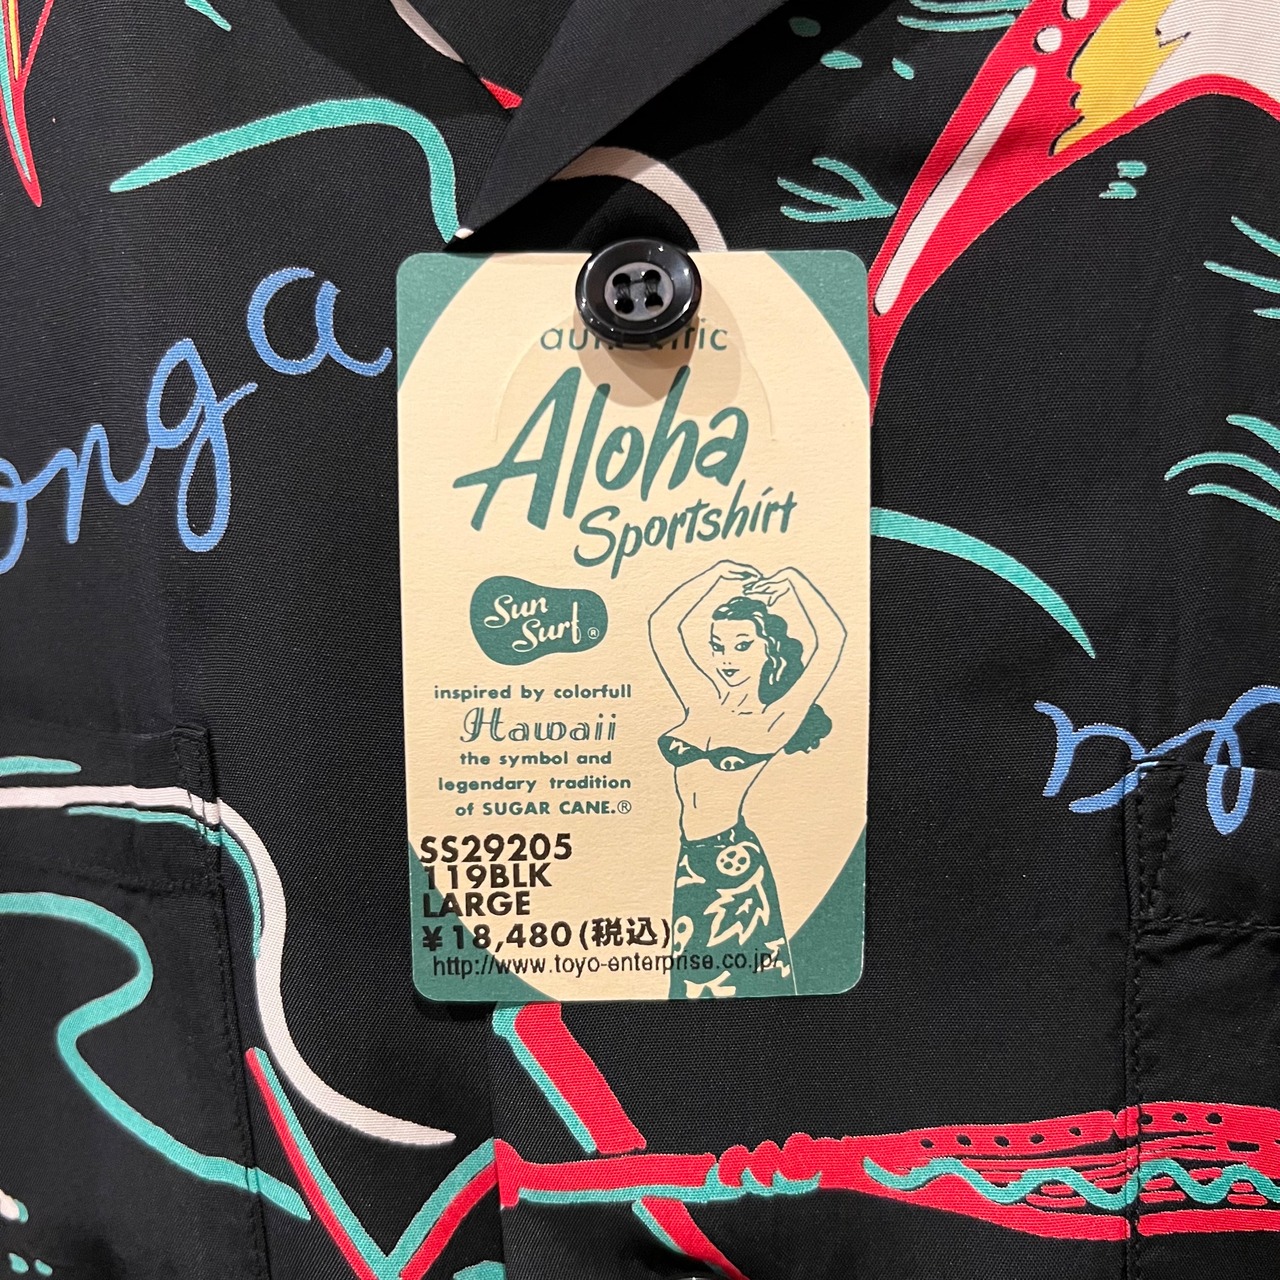 Aloha
Sportshirt
Sun
Surf®
inspired by colorfull
Hawaii
the symbol and
legendary tradition
of SUGAR CANE.®
SS29205
119BLK
LARGE
¥18,480(税込)
http://www.toyo-enterprise.co.jp/
onga